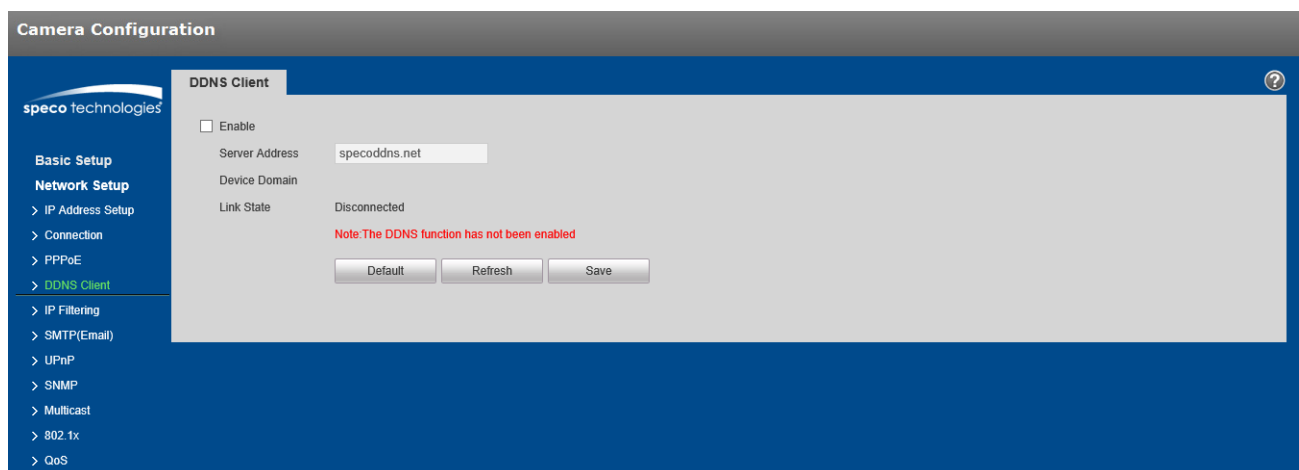 Camera Configuration
speco technologies
Basic Setup
Network Setup
> IP Address Setup
> Connection
> PPPoE
> DDNS Client
> IP Filtering
> SMTP(Email)
> UPnP
> SNMP
> Multicast
> 802.1x
> QoS
DDNS Client
?
Enable
Server Address specoddns.net
Device Domain
Link State Disconnected
Note:The DDNS function has not been enabled
Default Refresh Save